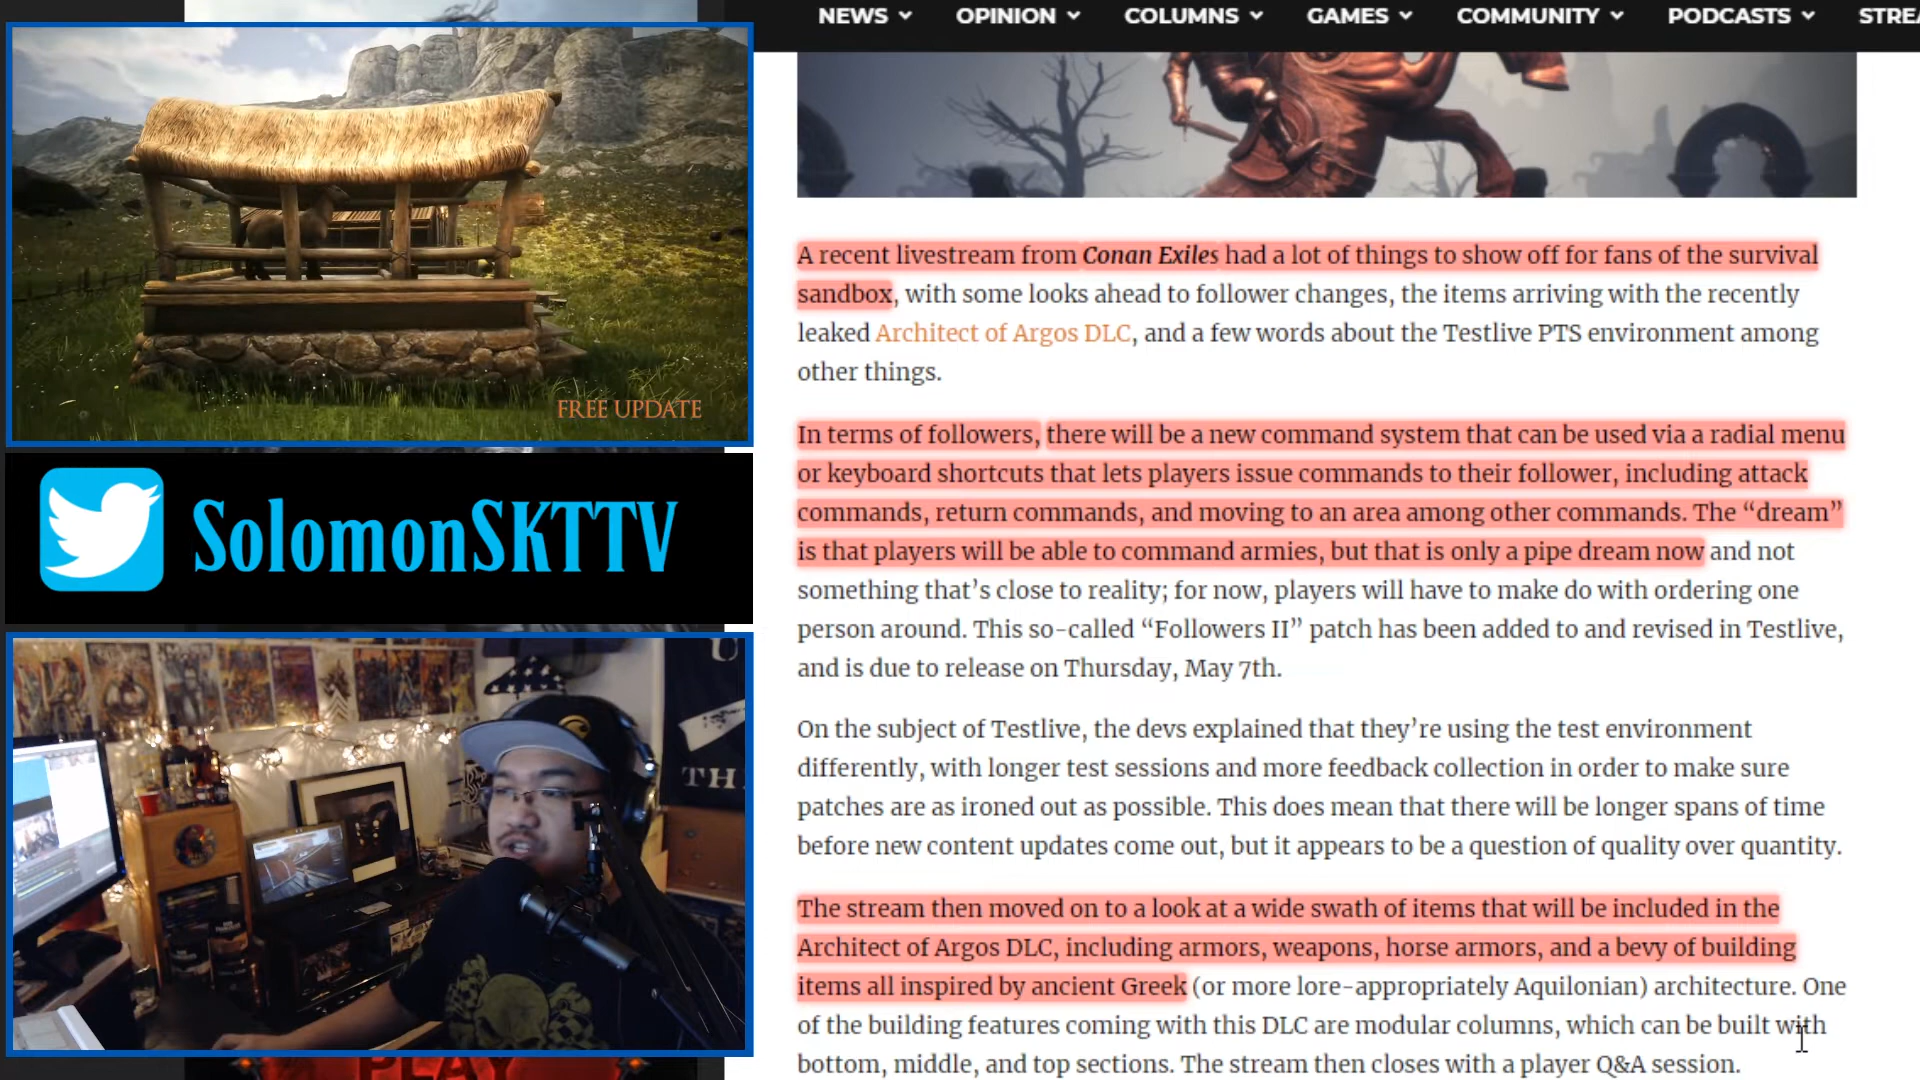 NEWS OPINION COLUMNS GAMES COMMUNITY PODCASTS STREA
FREE UPDATE
SolomonSKTTV
TH
PLAY
A recent livestream from Conan Exiles had a lot of things to show off for fans of the survival
sandbox, with some looks ahead to follower changes, the items arriving with the recently
leaked Architect of Argos DLC, and a few words about the Testlive PTS environment among
other things.
In terms of followers, there will be a new command system that can be used via a radial menu
or keyboard shortcuts that lets players issue commands to their follower, including attack
commands, return commands, and moving to an area among other commands. The “dream”
is that players will be able to command armies, but that is only a pipe dream now and not
something that’s close to reality; for now, players will have to make do with ordering one
person around. This so-called “Followers II” patch has been added to and revised in Testlive,
and is due to release on Thursday, May 7th.
On the subject of Testlive, the devs explained that they’re using the test environment
differently, with longer test sessions and more feedback collection in order to make sure
patches are as ironed out as possible. This does mean that there will be longer spans of time
before new content updates come out, but it appears to be a question of quality over quantity.
The stream then moved on to a look at a wide swath of items that will be included in the
Architect of Argos DLC, including armors, weapons, horse armors, and a bevy of building
items all inspired by ancient Greek (or more lore-appropriately Aquilonian) architecture. One
of the building features coming with this DLC are modular columns, which can be built with
bottom, middle, and top sections. The stream then closes with a player Q&A session.